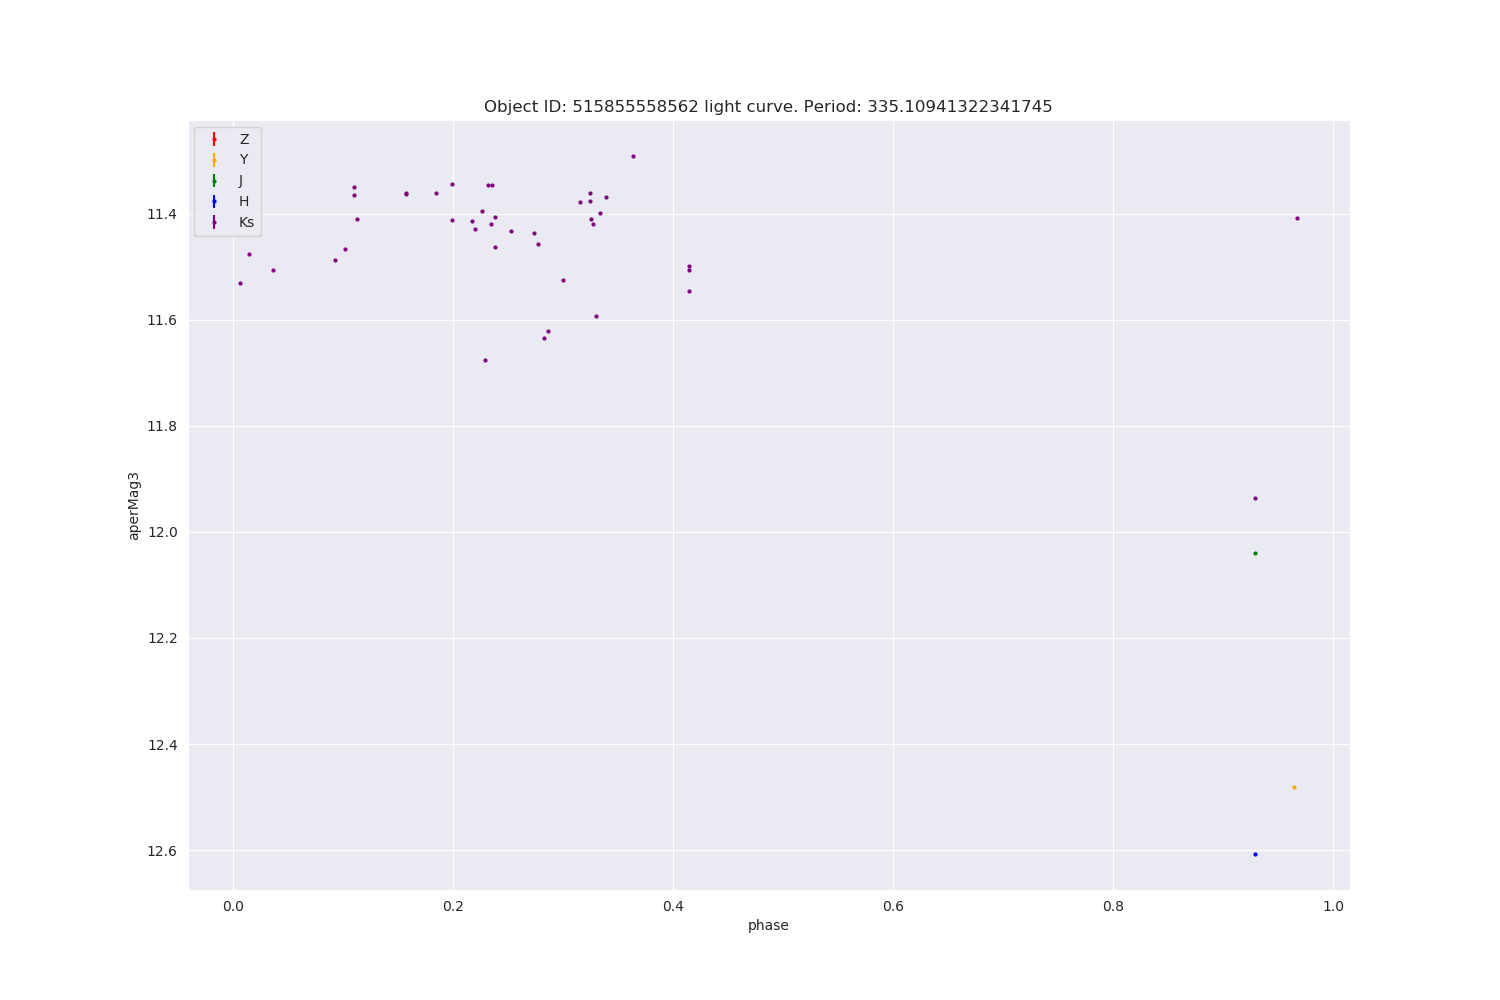 Object ID: 515855558562 light curve. Period: 335.10941322341745
Z
Y
J
H
Ks
11.4
11.6
11.8
12.0
12.2
12.4
12.6
aperMag3
0.0 0.2 0.4 0.6 0.8 1.0
phase